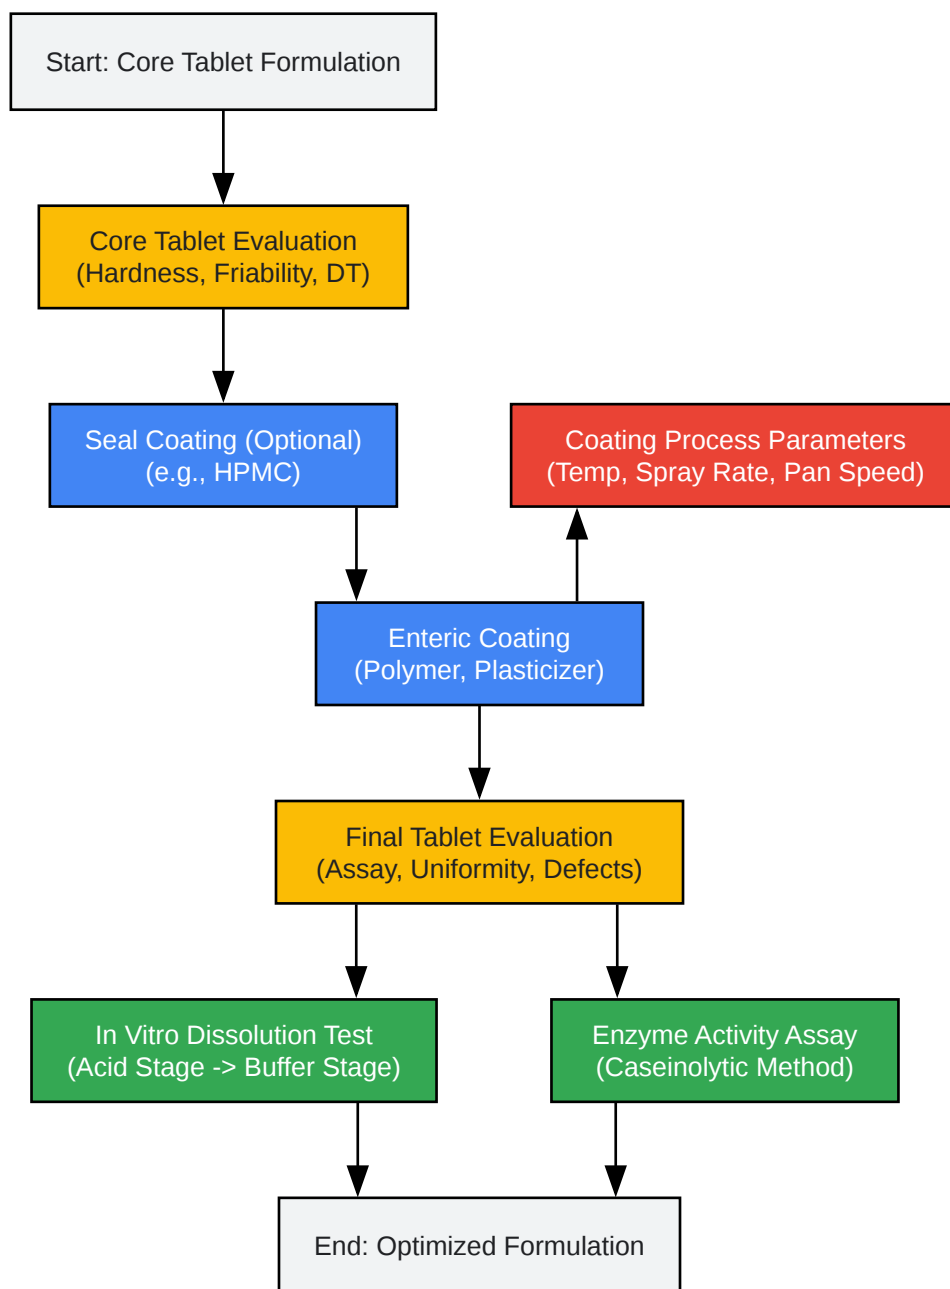 Start: Core Tablet Formulation
Core Tablet Evaluation
(Hardness, Friability, DT)
Seal Coating (Optional)
(e.g., HPMC)
Coating Process Parameters
(Temp, Spray Rate, Pan Speed)
Enteric Coating
(Polymer, Plasticizer)
Final Tablet Evaluation
(Assay, Uniformity, Defects)
In Vitro Dissolution Test
(Acid Stage -> Buffer Stage)
Enzyme Activity Assay
(Caseinolytic Method)
End: Optimized Formulation